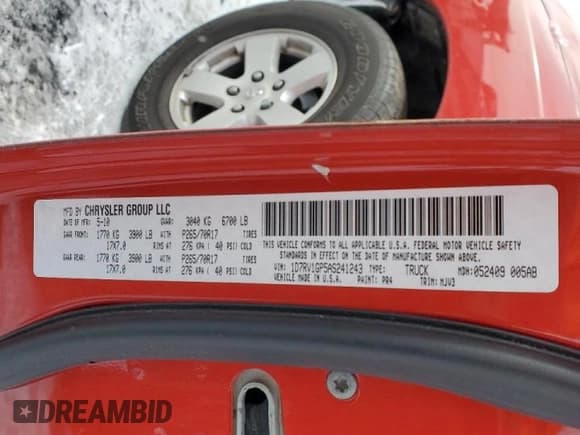 MFD BY CHRYSLER GROUP LLC
DATE OF MFR: 5-10 GVWR: 3040 KG 6700 LB
GAWR FRONT: 1770 KG 3900 LB WITH P265/70R17 TIRES
17X7.0 RIMS AT 276 KPA ( 40 PSI) COLD
GAWR REAR: 1770 KG 3900 LB WITH P265/70R17 TIRES
17X7.0 RIMS AT 276 KPA ( 40 PSI) COLD
THIS VEHICLE CONFORMS TO ALL APPLICABLE U.S.A. FEDERAL MOTOR VEHICLE SAFETY
STANDARDS IN EFFECT ON THE DATE OF MANUFACTURE SHOWN ABOVE.
VIN: 1D7RV1GP5AS241243 TYPE: TRUCK MDH: 052409 005AB
VEHICLE MADE IN U.S.A. PAINT: PR4 TRIM: MJV3
DREAMBID